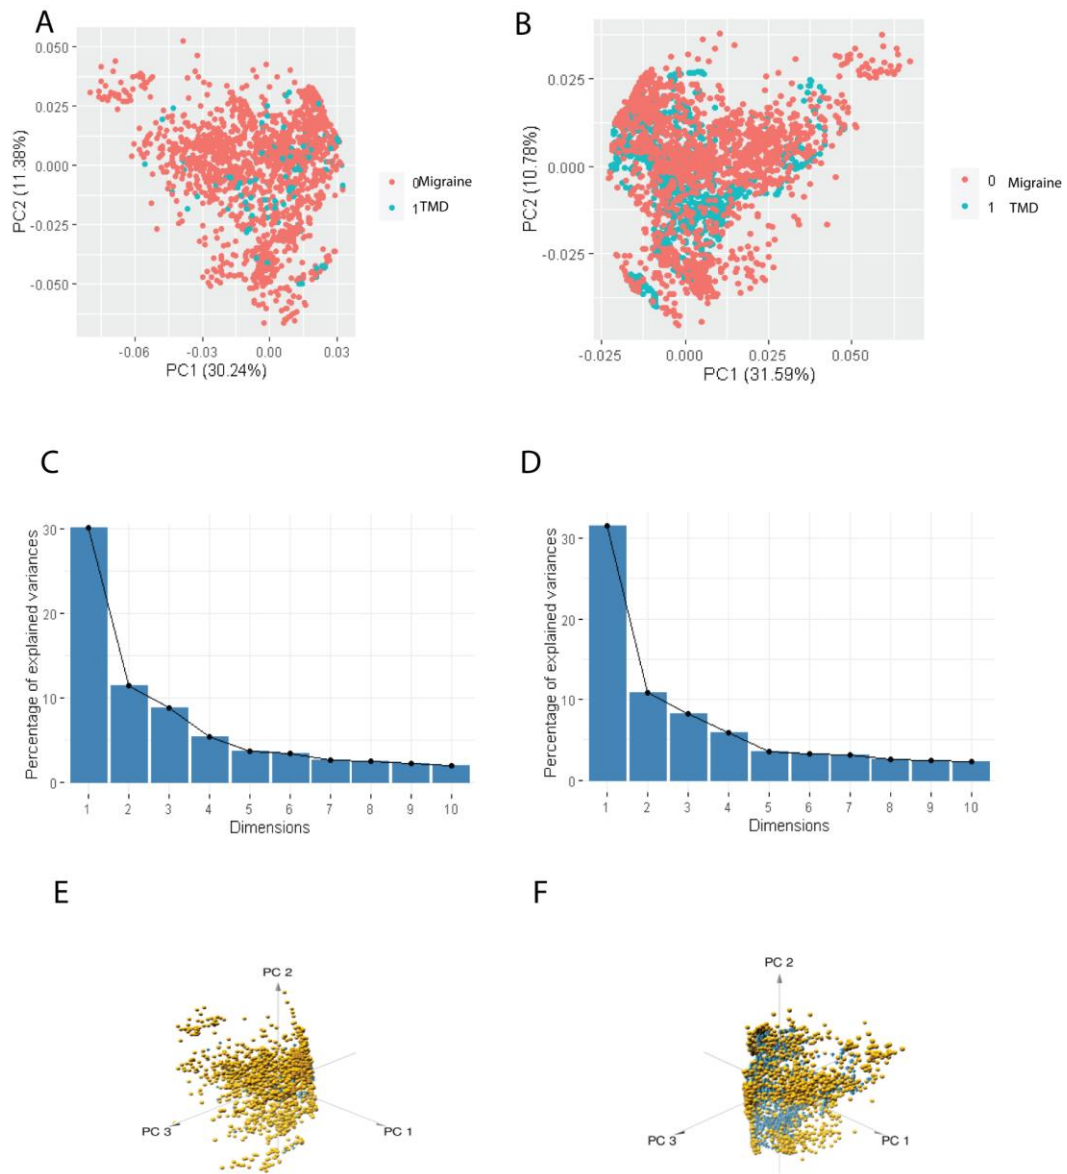 A
0.050
0.025
0.000
-0.025
-0.050
PC2 (11.38%)
-0.06 -0.03 0.00 0.03
PC1 (30.24%)
0Migraine
1TMD
B
0.025
0.000
-0.025
PC2 (10.78%)
-0.025 0.000 0.025 0.050
PC1 (31.59%)
0 Migraine
1 TMD
C
30
20
10
0
Percentage of explained variances
1 2 3 4 5 6 7 8 9 10
Dimensions
D
30
20
10
0
Percentage of explained variances
1 2 3 4 5 6 7 8 9 10
Dimensions
E
PC 2
PC 3
PC 1
F
PC 2
PC 3
PC 1